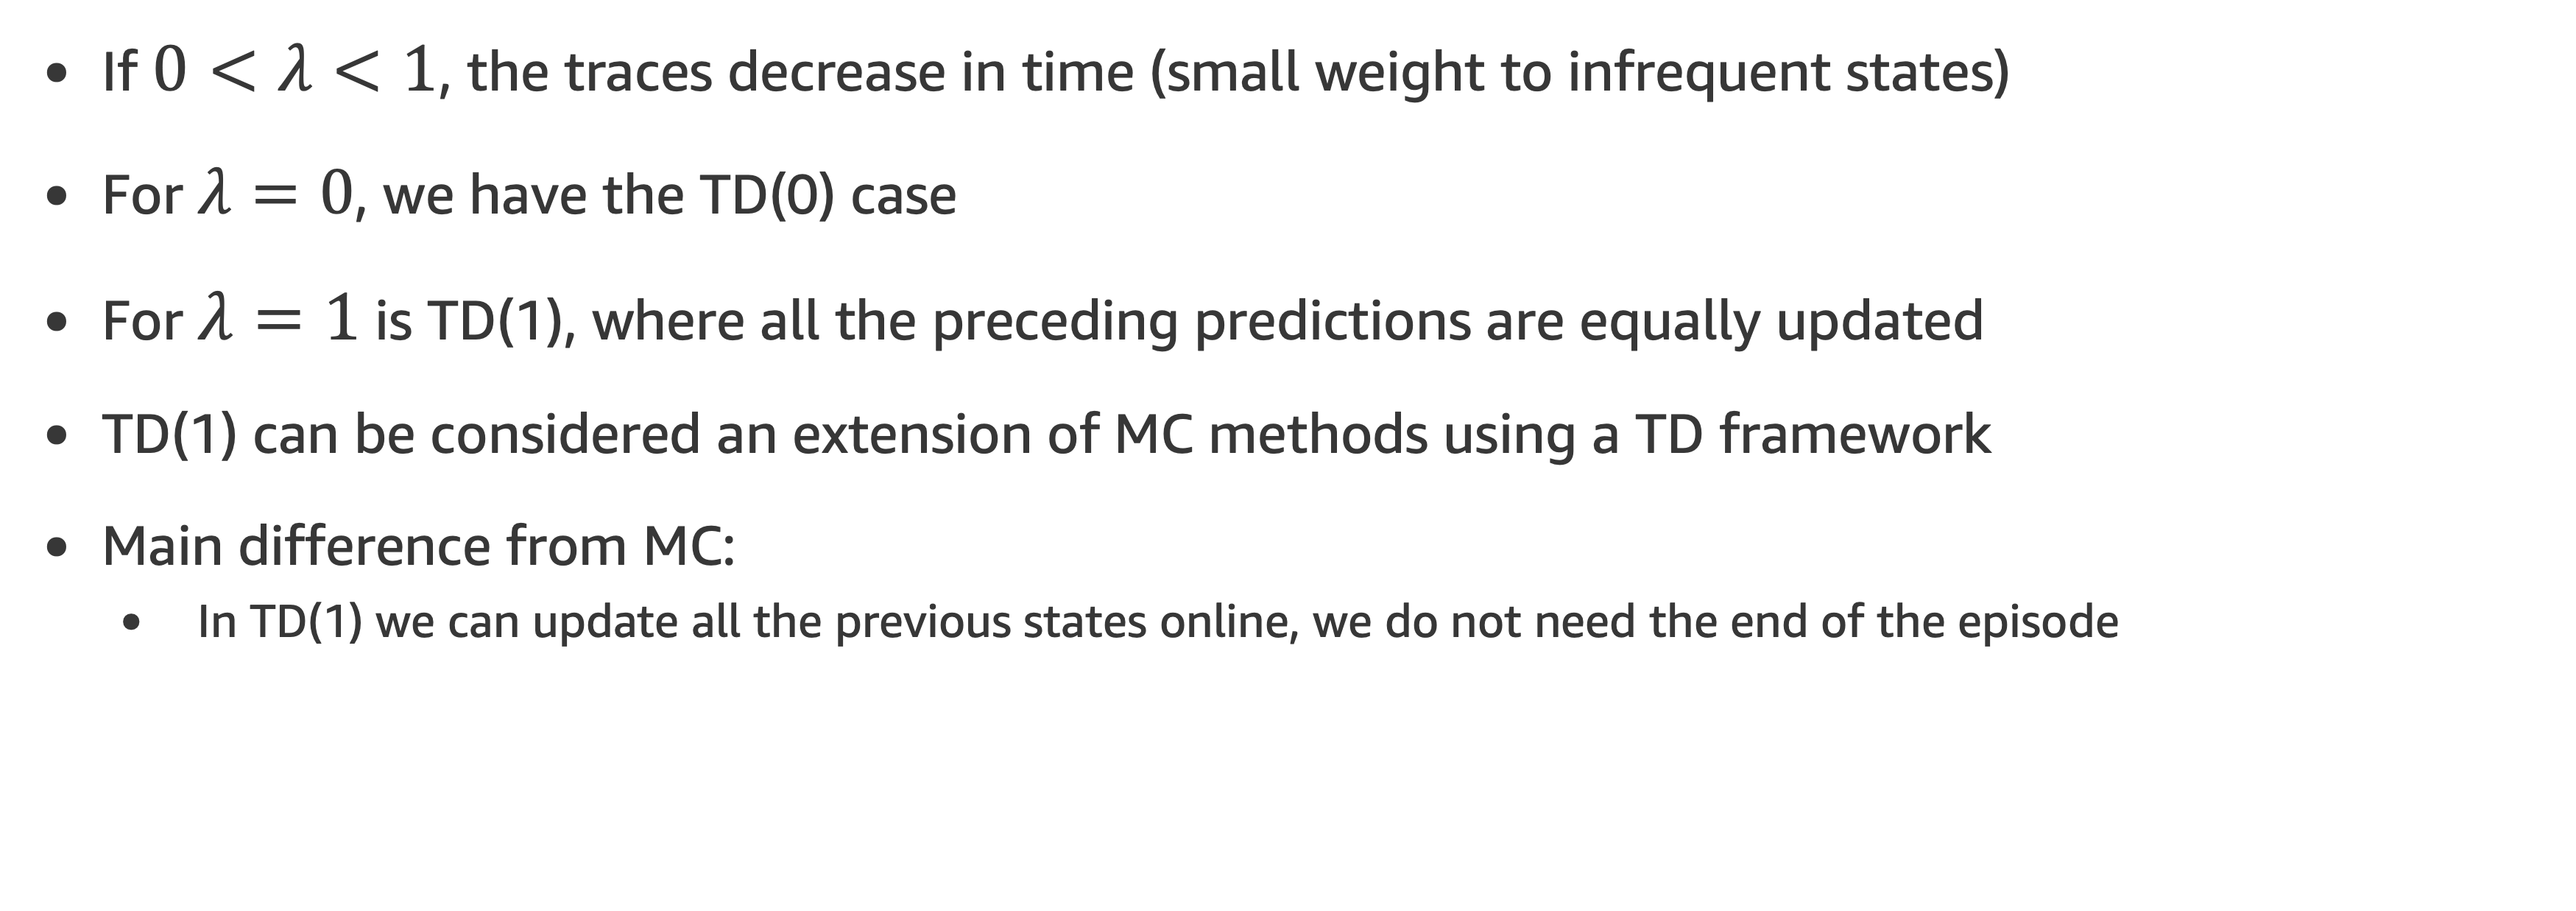 • If 0 < λ < 1, the traces decrease in time (small weight to infrequent states)
• For λ = 0, we have the TD(0) case
• For λ = 1 is TD(1), where all the preceding predictions are equally updated
• TD(1) can be considered an extension of MC methods using a TD framework
• Main difference from MC:
• In TD(1) we can update all the previous states online, we do not need the end of the episode